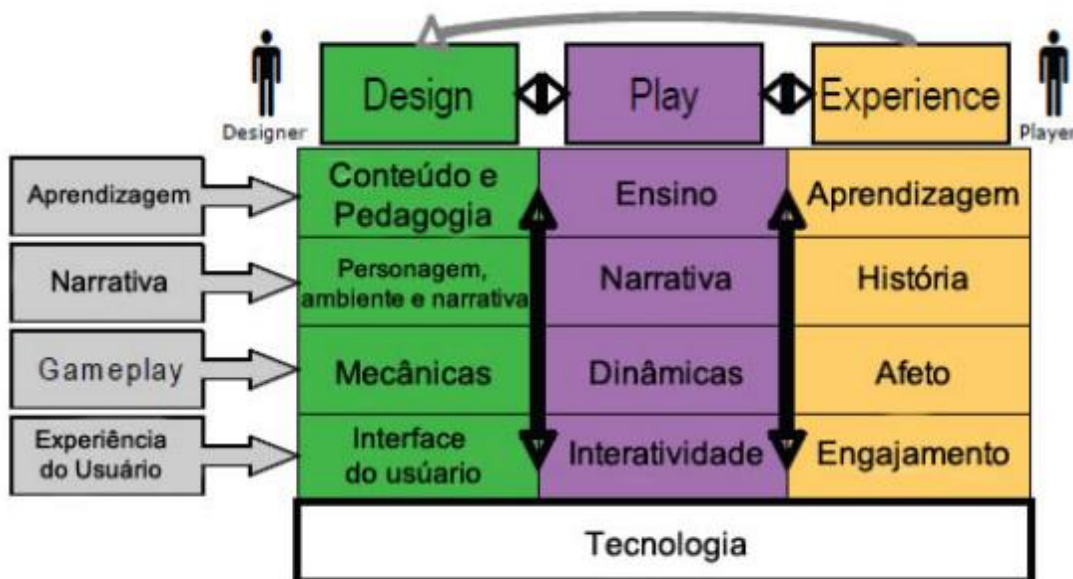 Design
Play
Experience
Designer
Player
Aprendizagem
Conteúdo e
Pedagogia
Ensino
Aprendizagem
Narrativa
Personagem,
ambiente e narrativa
Narrativa
História
Gameplay
Mecânicas
Dinâmicas
Afeto
Experiência
do Usuário
Interface
do usúario
Interatividade
Engajamento
Tecnologia